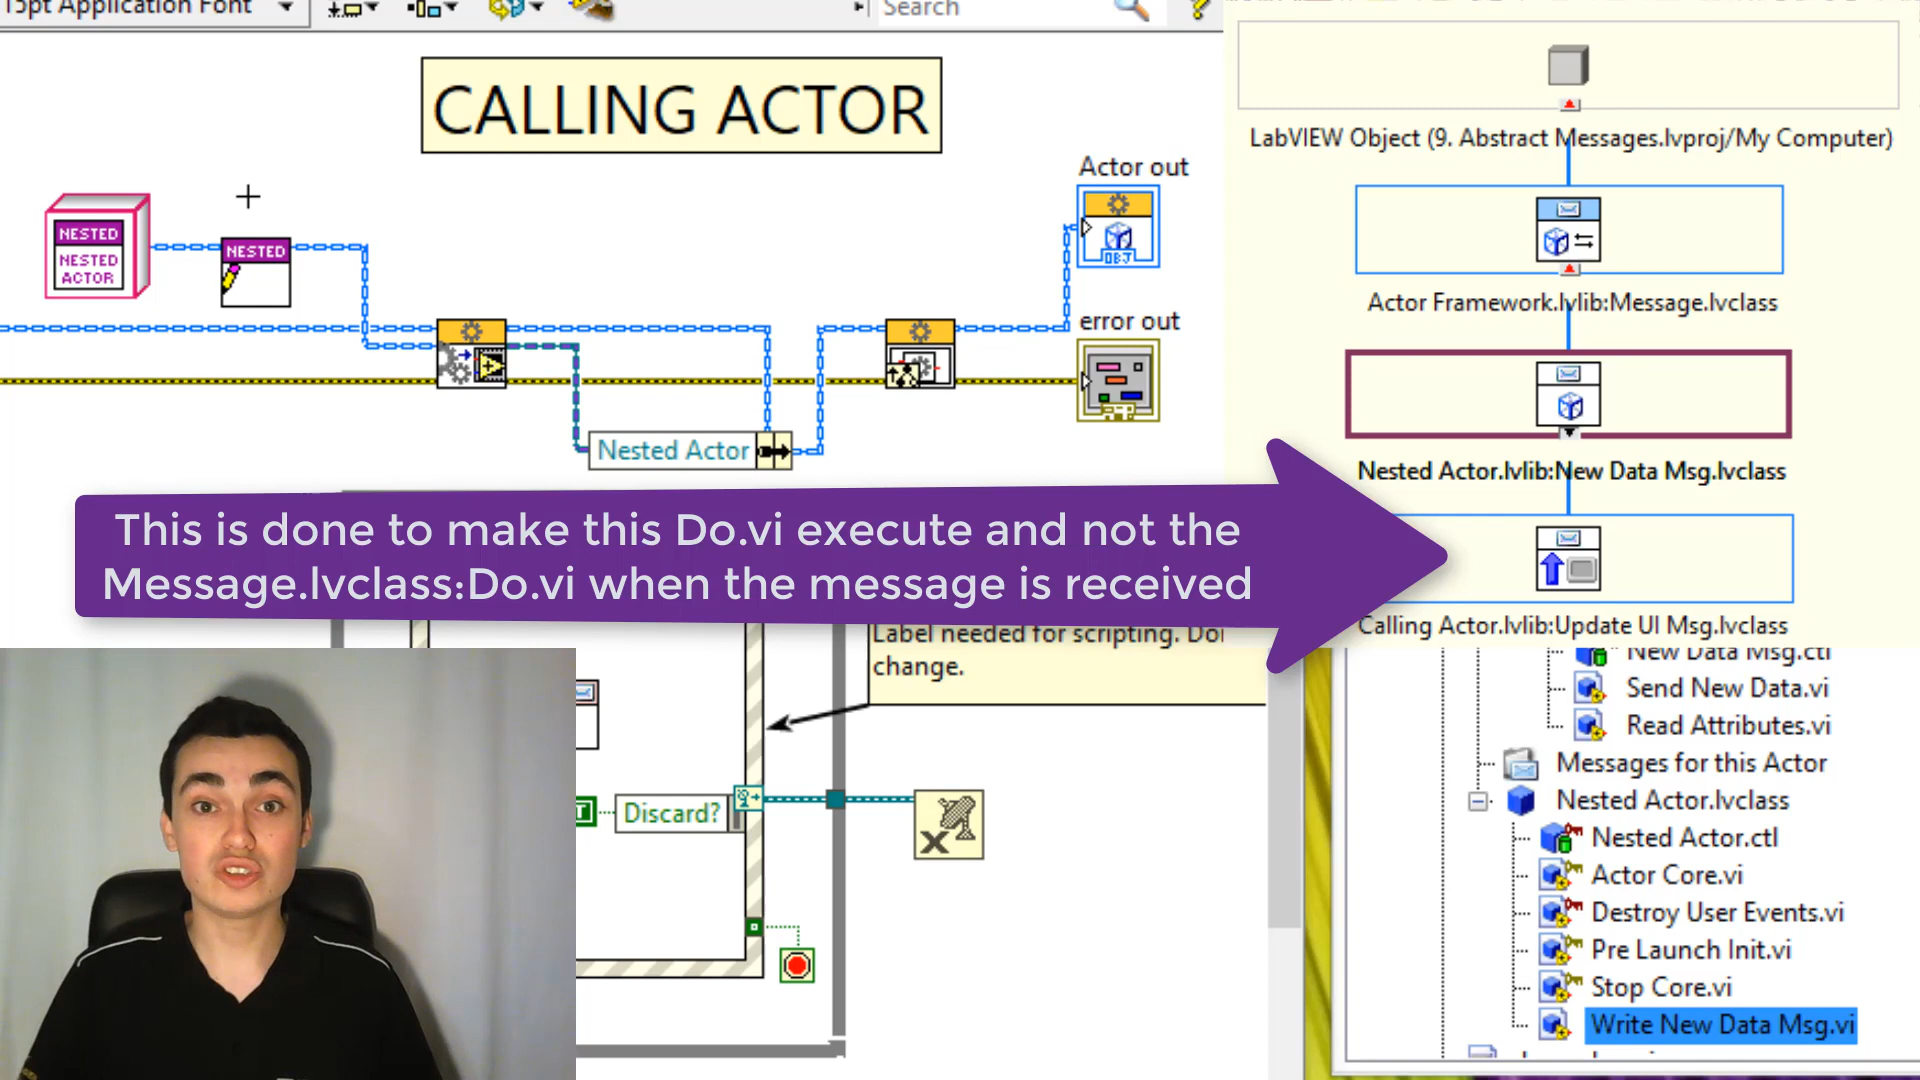 15pt Application Font
Search
CALLING ACTOR
NESTED
NESTED
ACTOR
NESTED
Actor out
OBJ
error out
Nested Actor
This is done to make this Do.vi execute and not the
Message.lvclass:Do.vi when the message is received
Label needed for scripting. Do
change.
Discard?
LabVIEW Object (9. Abstract Messages.lvproj/My Computer)
Actor Framework.lvlib:Message.lvclass
Nested Actor.lvlib:New Data Msg.lvclass
Calling Actor.lvlib:Update UI Msg.lvclass
New Data Msg.ctl
Send New Data.vi
Read Attributes.vi
Messages for this Actor
Nested Actor.lvclass
Nested Actor.ctl
Actor Core.vi
Destroy User Events.vi
Pre Launch Init.vi
Stop Core.vi
Write New Data Msg.vi